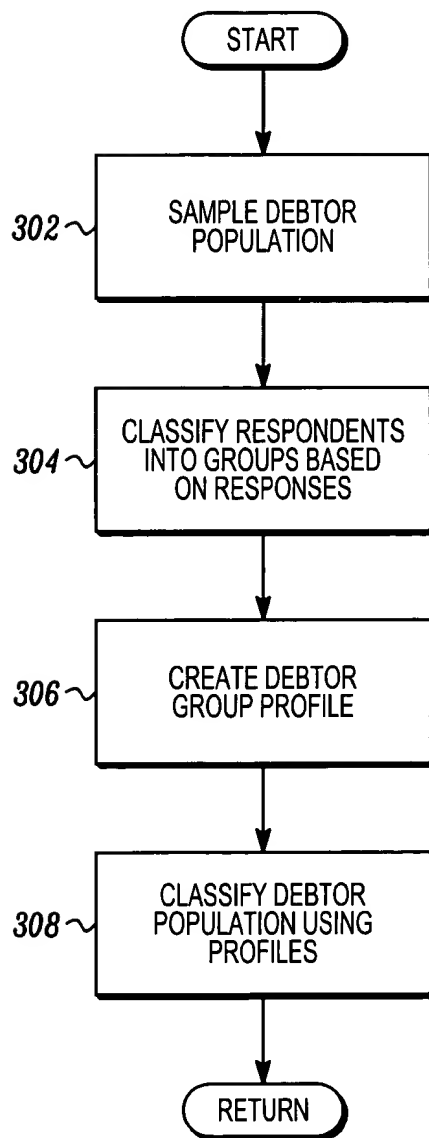 START
302
SAMPLE DEBTOR
POPULATION
304
CLASSIFY RESPONDENTS
INTO GROUPS BASED
ON RESPONSES
306
CREATE DEBTOR
GROUP PROFILE
308
CLASSIFY DEBTOR
POPULATION USING
PROFILES
RETURN